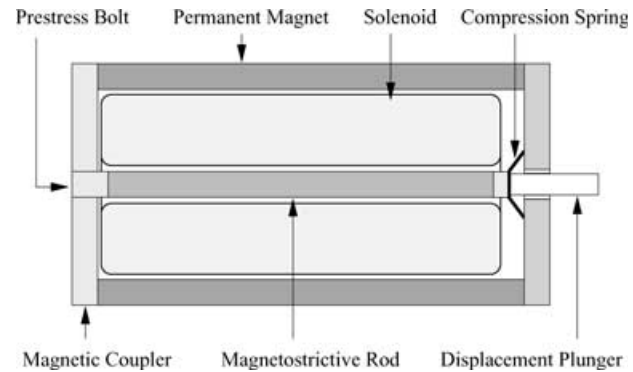 Prestress Bolt
Permanent Magnet
Solenoid
Compression Spring
Magnetic Coupler
Magnetostrictive Rod
Displacement Plunger